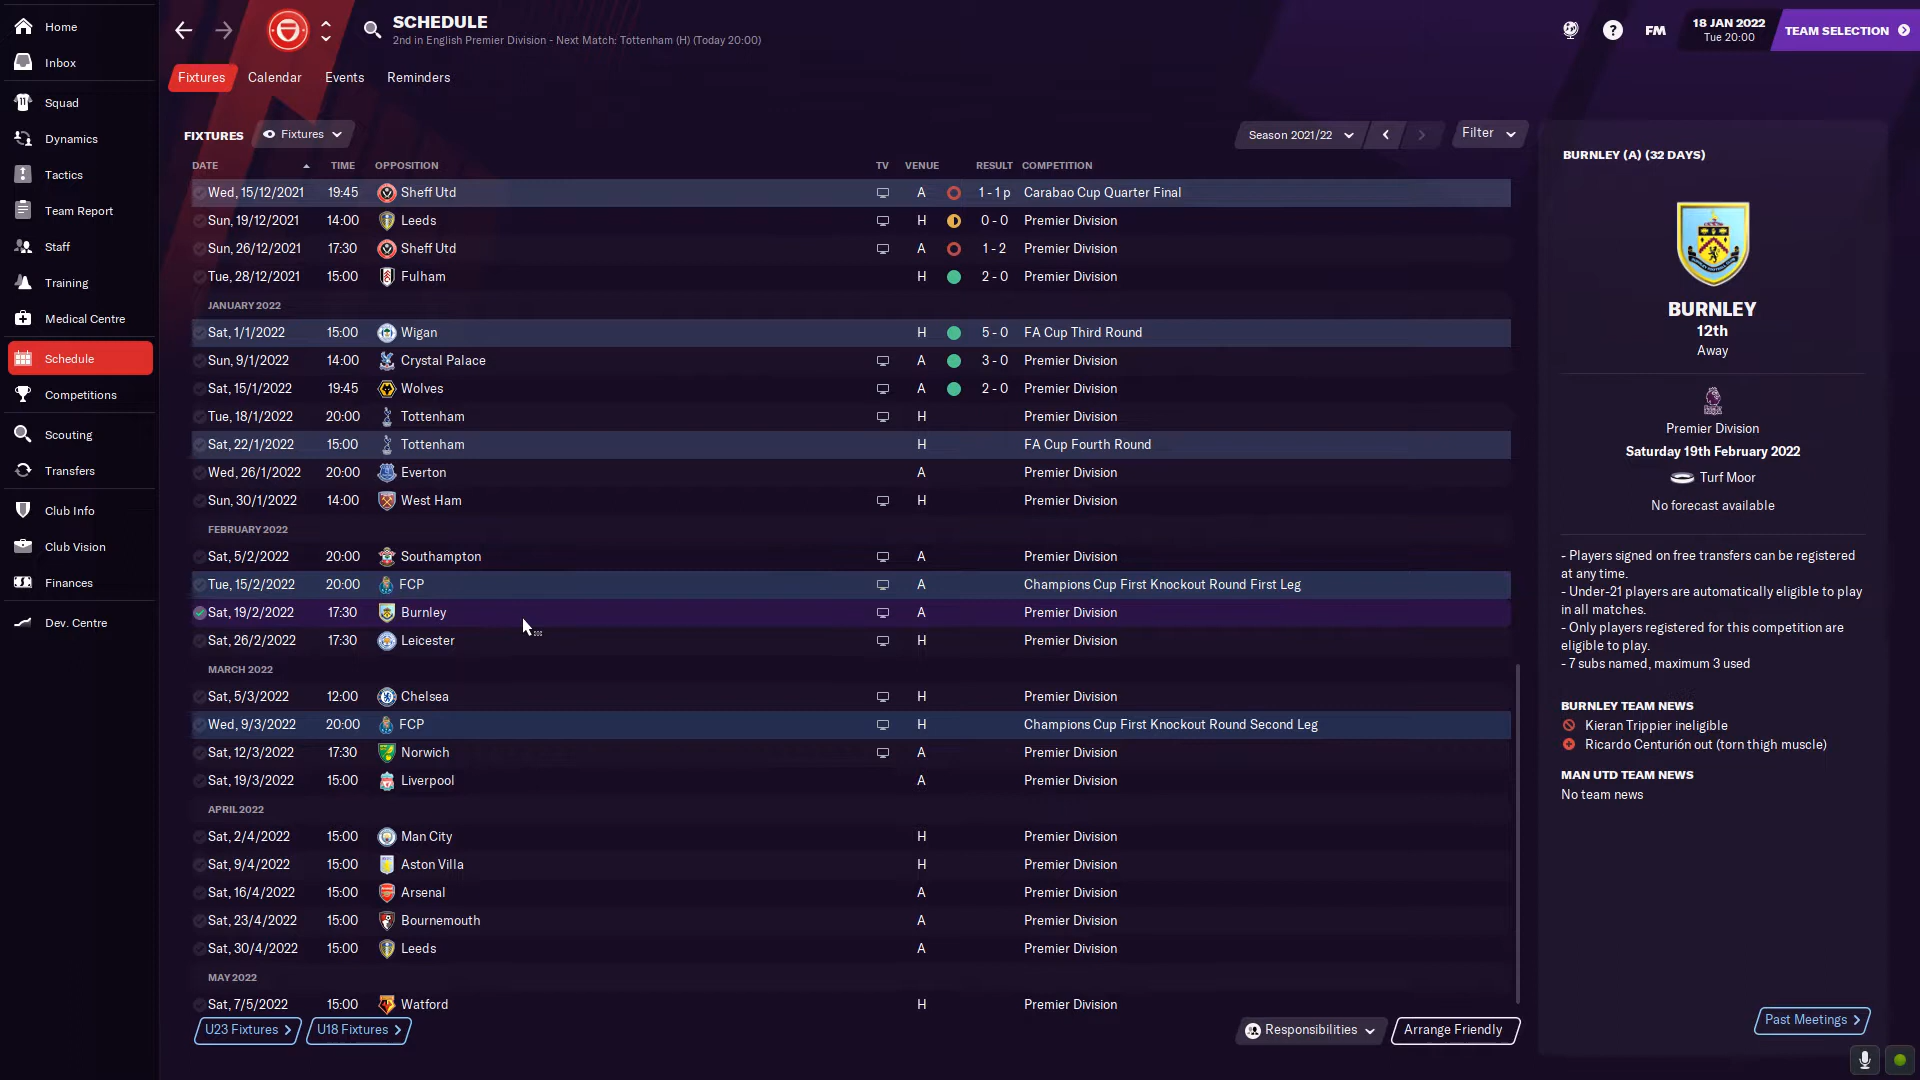 Home
Inbox
Squad
Dynamics
Tactics
Team Report
Staff
Training
Medical Centre
Schedule
Competitions
Scouting
Transfers
Club Info
Club Vision
Finances
Dev. Centre
SCHEDULE
2nd in English Premier Division - Next Match: Tottenham (H) (Today 20:00)
FM
18 JAN 2022
Tue 20:00
TEAM SELECTION
Fixtures Calendar Events Reminders
FIXTURES Fixtures Season 2021/22 Filter
DATE TIME OPPOSITION TV VENUE RESULT COMPETITION
Wed, 15/12/2021 19:45 Sheff Utd A 1 - 1 p Carabao Cup Quarter Final
Sun, 19/12/2021 14:00 Leeds H 0 - 0 Premier Division
Sun, 26/12/2021 17:30 Sheff Utd A 1 - 2 Premier Division
Tue, 28/12/2021 15:00 Fulham H 2 - 0 Premier Division
JANUARY 2022
Sat, 1/1/2022 15:00 Wigan H 5 - 0 FA Cup Third Round
Sun, 9/1/2022 14:00 Crystal Palace A 3 - 0 Premier Division
Sat, 15/1/2022 19:45 Wolves A 2 - 0 Premier Division
Tue, 18/1/2022 20:00 Tottenham H Premier Division
Sat, 22/1/2022 15:00 Tottenham H FA Cup Fourth Round
Wed, 26/1/2022 20:00 Everton A Premier Division
Sun, 30/1/2022 14:00 West Ham H Premier Division
FEBRUARY 2022
Sat, 5/2/2022 20:00 Southampton A Premier Division
Tue, 15/2/2022 20:00 FCP A Champions Cup First Knockout Round First Leg
Sat, 19/2/2022 17:30 Burnley A Premier Division
Sat, 26/2/2022 17:30 Leicester H Premier Division
MARCH 2022
Sat, 5/3/2022 12:00 Chelsea H Premier Division
Wed, 9/3/2022 20:00 FCP H Champions Cup First Knockout Round Second Leg
Sat, 12/3/2022 17:30 Norwich A Premier Division
Sat, 19/3/2022 15:00 Liverpool A Premier Division
APRIL 2022
Sat, 2/4/2022 15:00 Man City H Premier Division
Sat, 9/4/2022 15:00 Aston Villa H Premier Division
Sat, 16/4/2022 15:00 Arsenal A Premier Division
Sat, 23/4/2022 15:00 Bournemouth A Premier Division
Sat, 30/4/2022 15:00 Leeds A Premier Division
MAY 2022
Sat, 7/5/2022 15:00 Watford H Premier Division
U23 Fixtures U18 Fixtures Responsibilities Arrange Friendly
BURNLEY (A) (32 DAYS)
BURNLEY
12th
Away
Premier Division
Saturday 19th February 2022
Turf Moor
No forecast available
- Players signed on free transfers can be registered
at any time.
- Under-21 players are automatically eligible to play
in all matches.
- Only players registered for this competition are
eligible to play.
- 7 subs named, maximum 3 used
BURNLEY TEAM NEWS
Kieran Trippier ineligible
Ricardo Centurión out (torn thigh muscle)
MAN UTD TEAM NEWS
No team news
Past Meetings